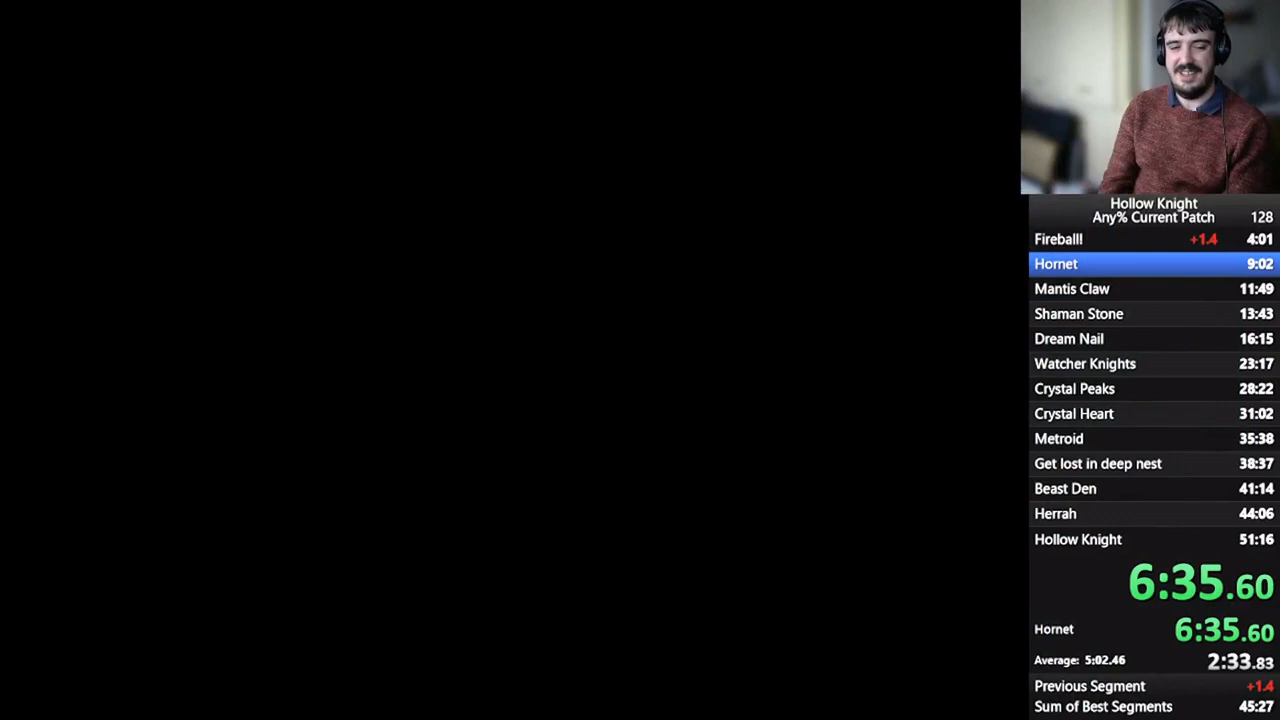 Hollow Knight
Any% Current Patch 128
Fireball! +1.4 4:01
Hornet 9:02
Mantis Claw 11:49
Shaman Stone 13:43
Dream Nail 16:15
Watcher Knights 23:17
Crystal Peaks 28:22
Crystal Heart 31:02
Metroid 35:38
Get lost in deep nest 38:37
Beast Den 41:14
Herrah 44:06
Hollow Knight 51:16
6:35.60
Hornet 6:35.60
Average: 5:02.46 2:33.83
Previous Segment +1.4
Sum of Best Segments 45:27